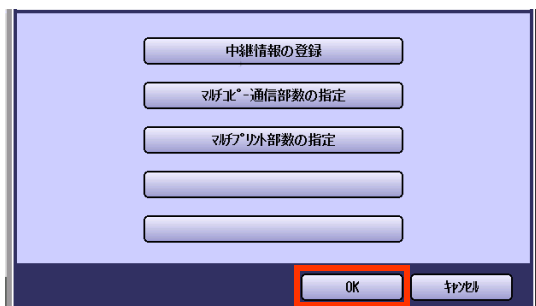 中継情報の登録
ﾏﾙﾁｺﾋﾟｰ通信部数の指定
ﾏﾙﾁﾌﾟﾘﾝﾄ部数の指定
OK
ｷｬﾝｾﾙ